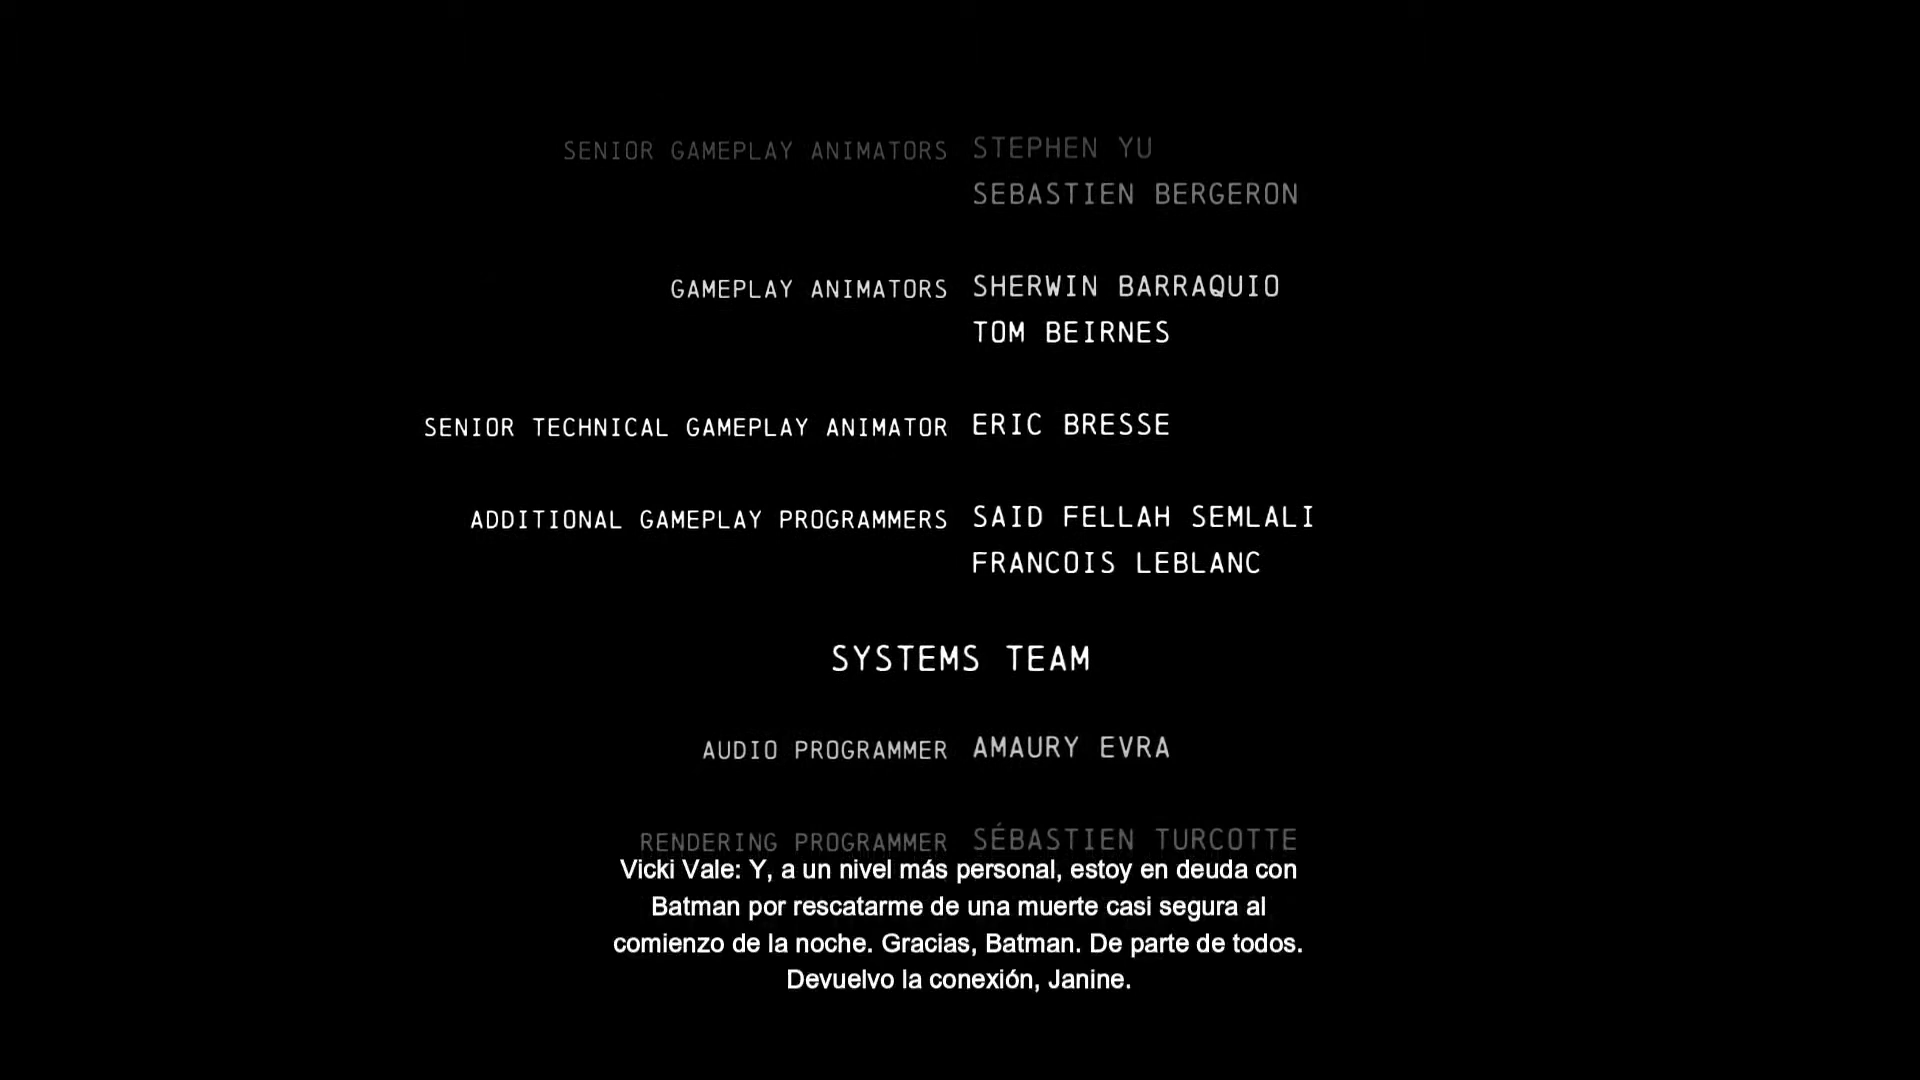 SENIOR GAMEPLAY ANIMATORS STEPHEN YU
SEBASTIEN BERGERON
GAMEPLAY ANIMATORS SHERWIN BARRAQUIO
TOM BEIRNES
SENIOR TECHNICAL GAMEPLAY ANIMATOR ERIC BRESSE
ADDITIONAL GAMEPLAY PROGRAMMERS SAID FELLAH SEMLALI
FRANCOIS LEBLANC
SYSTEMS TEAM
AUDIO PROGRAMMER AMAURY EVRA
RENDERING PROGRAMMER SÉBASTIEN TURCOTTE
Vicki Vale: Y, a un nivel más personal, estoy en deuda con
Batman por rescatarme de una muerte casi segura al
comienzo de la noche. Gracias, Batman. De parte de todos.
Devuelvo la conexión, Janine.